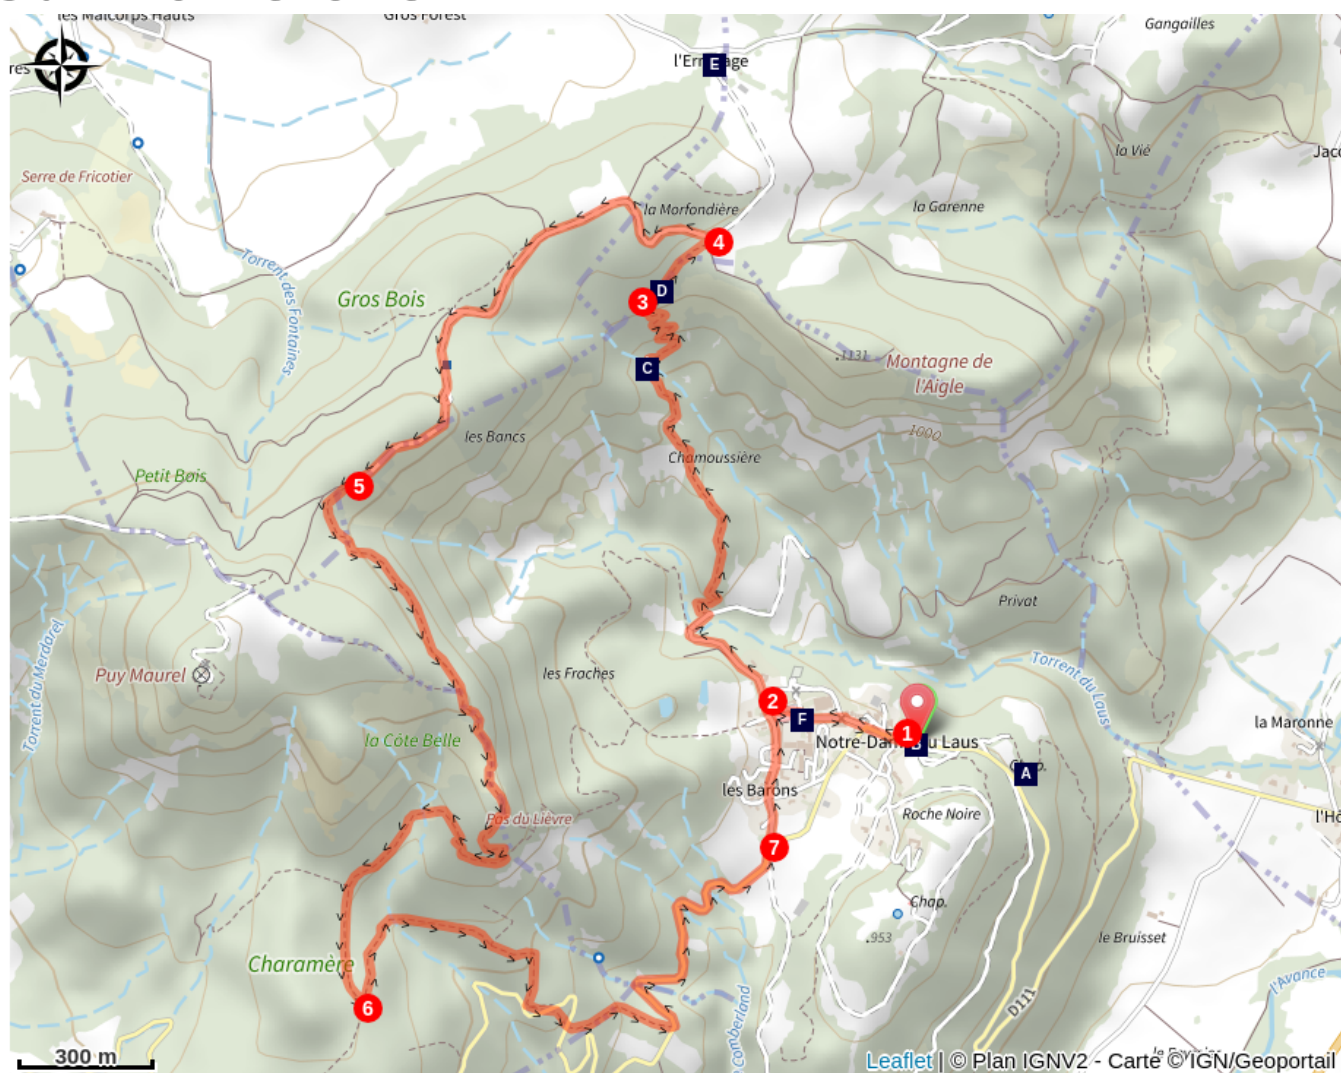 les Malcorps Hauts
Gros Forest
Gangailles
l'Ermitage
E
la Vié
Serre de Fricotier
la Morfondière
la Garenne
4
Torrent des Fontaines
Gros Bois
D
3
.1131
Montagne de
l'Aigle
C
1000
les Bancs
Chamoussière
Petit Bois
5
Privat
Torrent du Merdarel
Puy Maurel
les Fraches
Torrent du Laus
2
F
1
la Maronne
la Côte Belle
Notre-Dame du Laus
B
Chap.
A
les Barons
Pas du Lièvre
Roche Noire
7
Chap.
.953
le Bruisset
Charamère
6
l'Avance
D111
300 m
Leaflet | © Plan IGNV2 - Carte © IGN/Geoportail